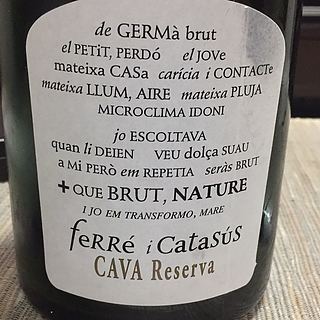 de GERMà brut
el PETiT, PERDÓ el JOVe
mateixa CASa carícia i CONTACTe
mateixa LLUM, AIRE mateixa PLUJA
MICROCLIMA IDONI
jo ESCOLTAVA
quan li DEIEN VEU dolça SUAU
a Mi PERÒ em REPETIA seràs BRUT
+ QUE BRUT, NATURE
I JO EM TRANSFORMO, MARE
feRRé i CataSÚS
CAVA Reserva